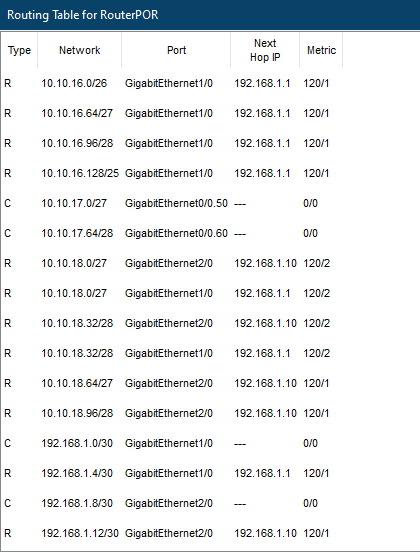 Routing Table for RouterPOR
Type Network Port Next Hop IP Metric
R 10.10.16.0/26 GigabitEthernet1/0 192.168.1.1 120/1
R 10.10.16.64/27 GigabitEthernet1/0 192.168.1.1 120/1
R 10.10.16.96/28 GigabitEthernet1/0 192.168.1.1 120/1
R 10.10.16.128/25 GigabitEthernet1/0 192.168.1.1 120/1
C 10.10.17.0/27 GigabitEthernet0/0.50 --- 0/0
C 10.10.17.64/28 GigabitEthernet0/0.60 --- 0/0
R 10.10.18.0/27 GigabitEthernet2/0 192.168.1.10 120/2
R 10.10.18.0/27 GigabitEthernet1/0 192.168.1.1 120/2
R 10.10.18.32/28 GigabitEthernet2/0 192.168.1.10 120/2
R 10.10.18.32/28 GigabitEthernet1/0 192.168.1.1 120/2
R 10.10.18.64/27 GigabitEthernet2/0 192.168.1.10 120/1
R 10.10.18.96/28 GigabitEthernet2/0 192.168.1.10 120/1
C 192.168.1.0/30 GigabitEthernet1/0 --- 0/0
R 192.168.1.4/30 GigabitEthernet1/0 192.168.1.1 120/1
C 192.168.1.8/30 GigabitEthernet2/0 --- 0/0
R 192.168.1.12/30 GigabitEthernet2/0 192.168.1.10 120/1